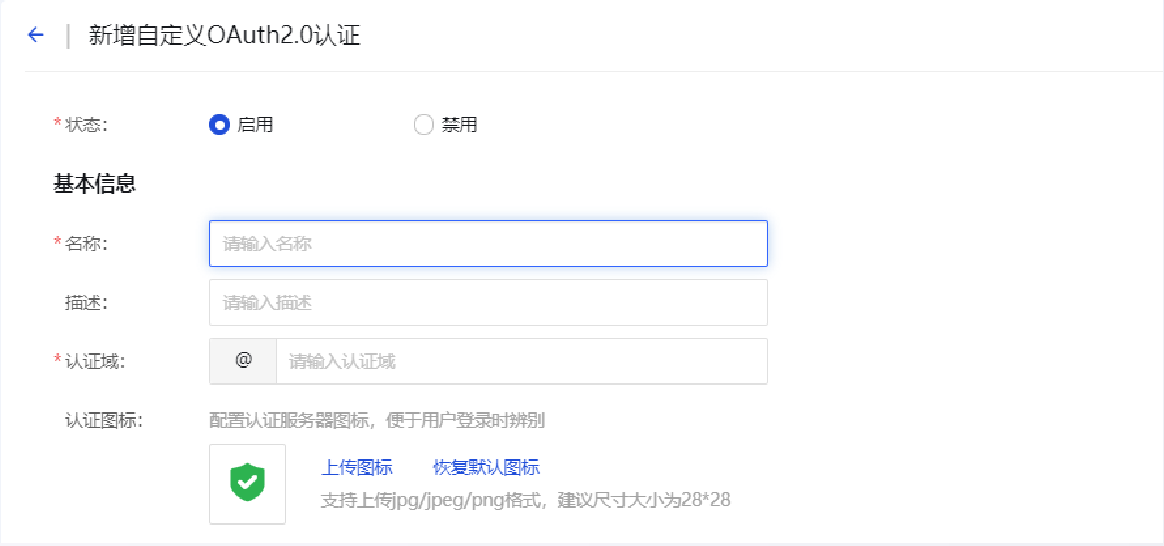 新增自定义OAuth2.0认证
*状态： 启用 禁用
基本信息
*名称： 请输入名称
描述： 请输入描述
*认证域： @ 请输入认证域
认证图标： 配置认证服务器图标，便于用户登录时辨别
上传图标 恢复默认图标
支持上传jpg/jpeg/png格式，建议尺寸大小为28*28